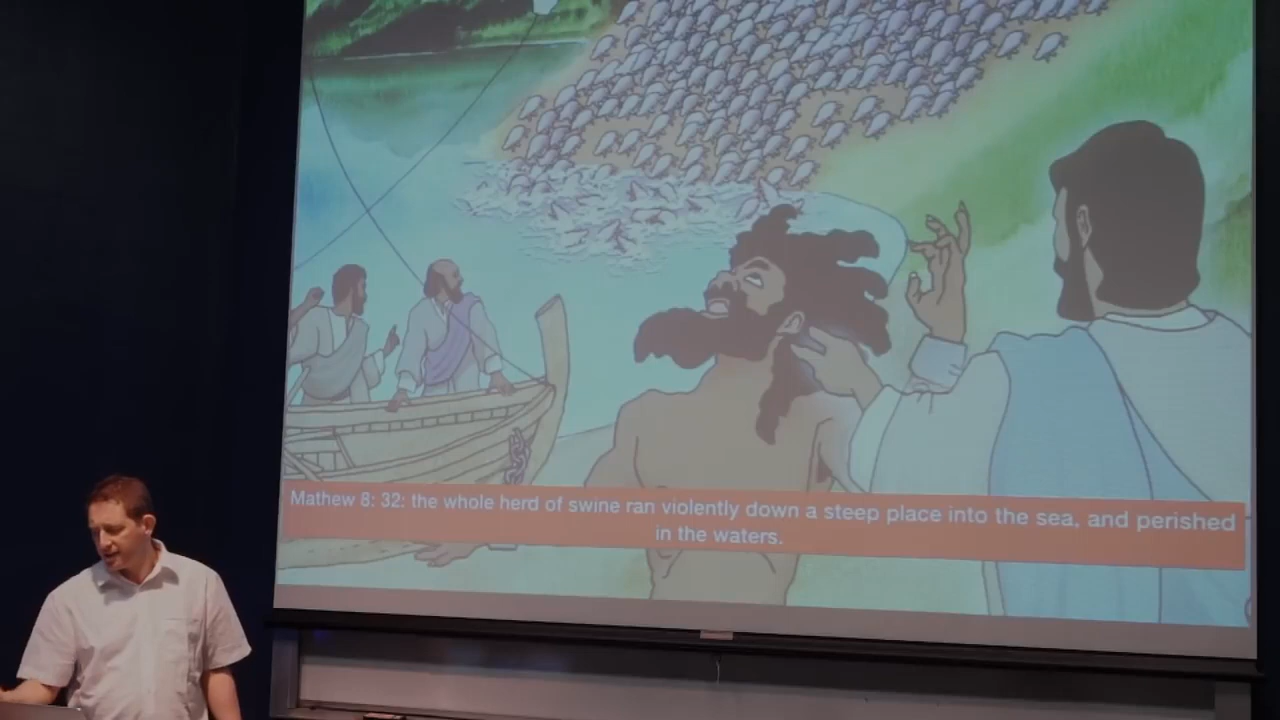 Mathew 8: 32: the whole herd of swine ran violently down a steep place into the sea, and perished
in the waters.